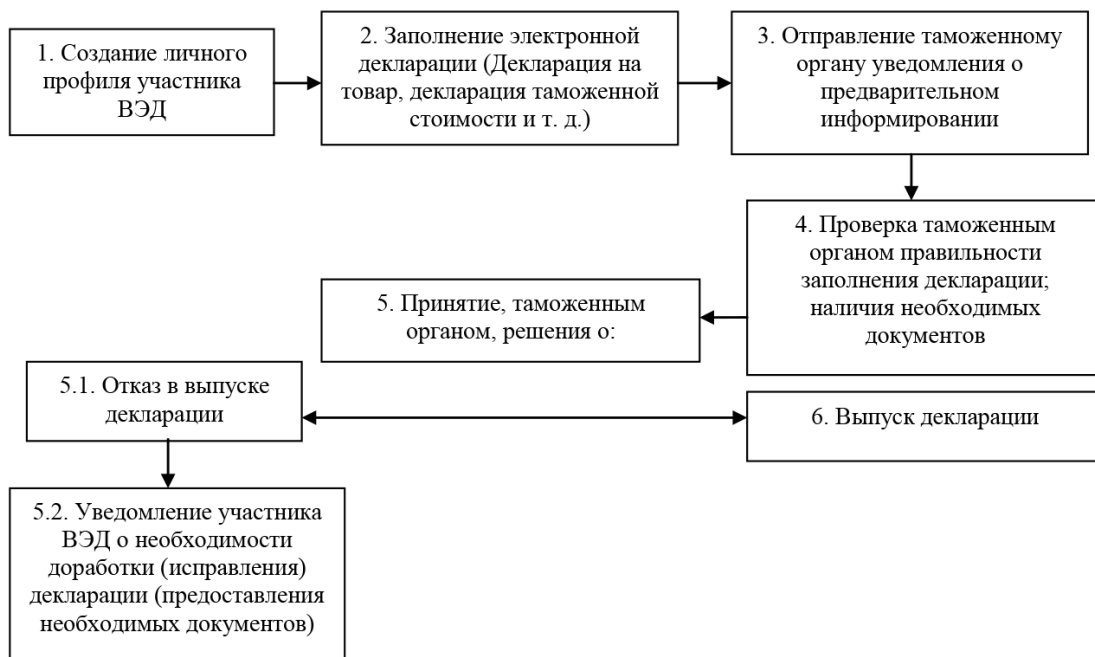 1. Создание личного
профиля участника
ВЭД
2. Заполнение электронной
декларации (Декларация на
товар, декларация таможенной
стоимости и т. д.)
3. Отправление таможенному
органу уведомления о
предварительном
информировании
4. Проверка таможенным
органом правильности
заполнения декларации;
наличия необходимых
документов
5. Принятие, таможенным
органом, решения о:
5.1. Отказ в выпуске
декларации
6. Выпуск декларации
5.2. Уведомление участника
ВЭД о необходимости
доработки (исправления)
декларации (предоставления
необходимых документов)